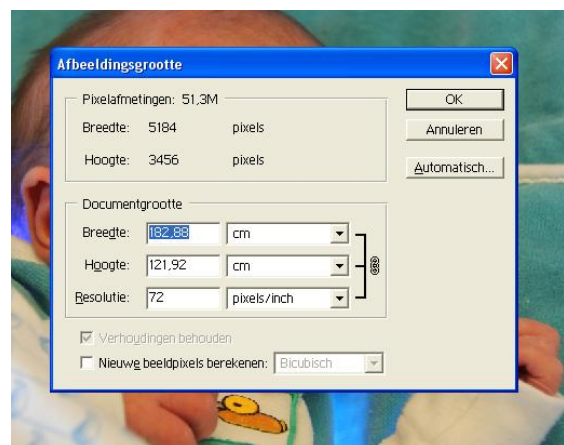 Afbeeldingsgrootte
Pixelafmetingen: 51,3M
Breedte: 5184 pixels
Hoogte: 3456 pixels
Documentgrootte
Breedte: 182,88 cm
Hoogte: 121,92 cm
Resolutie: 72 pixels/inch
Verhoudingen behouden
Nieuwe beeldpixels berekenen: Bicubisch
OK
Annuleren
Automatisch...